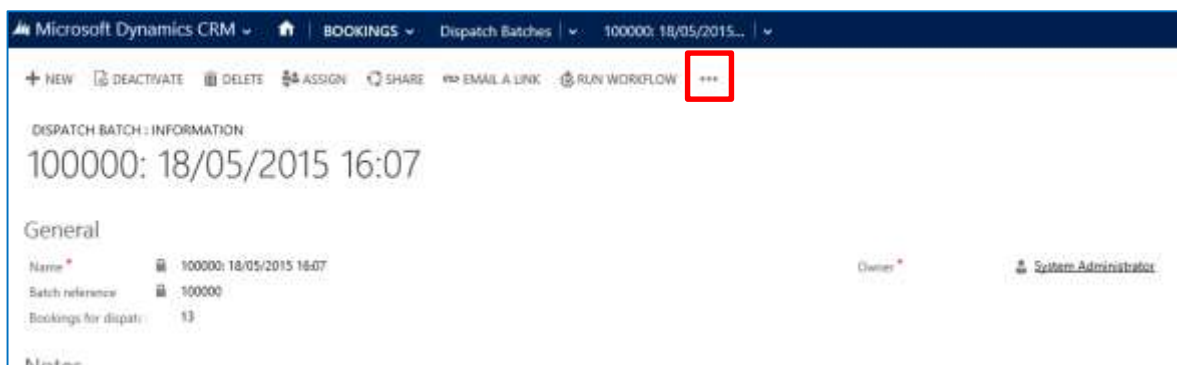 Microsoft Dynamics CRM BOOKINGS Dispatch Batches 100000: 18/05/2015...
NEW DEACTIVATE DELETE ASSIGN SHARE EMAIL A LINK RUN WORKFLOW ...
DISPATCH BATCH : INFORMATION
100000: 18/05/2015 16:07
General
Name * 100000: 18/05/2015 16:07 Owner * System Administrator
Batch reference 100000
Bookings for dispatc 13
Notes